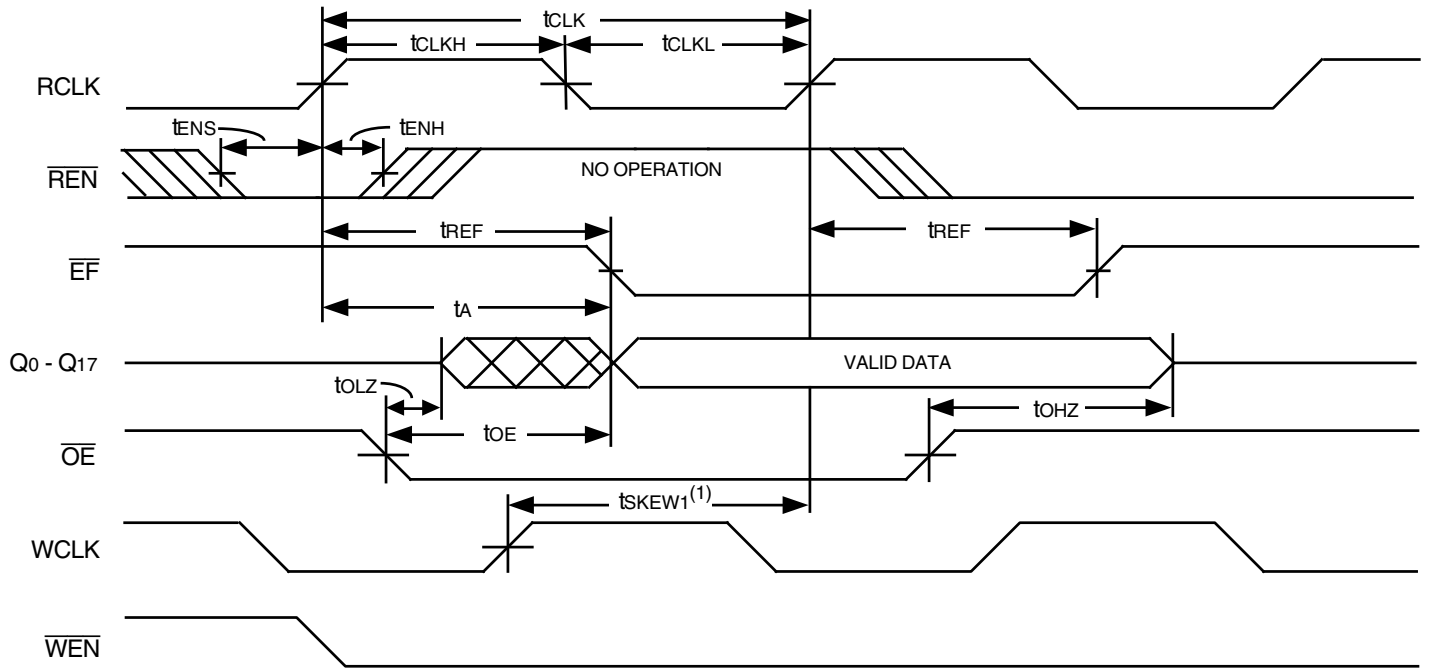 tCLK
tCLKH tCLKL
RCLK
tENS tENH
REN NO OPERATION
tREF tREF
EF
tA
Q0 - Q17 VALID DATA
tOLZ tOHZ
tOE
OE
tSKEW1(1)
WCLK
WEN